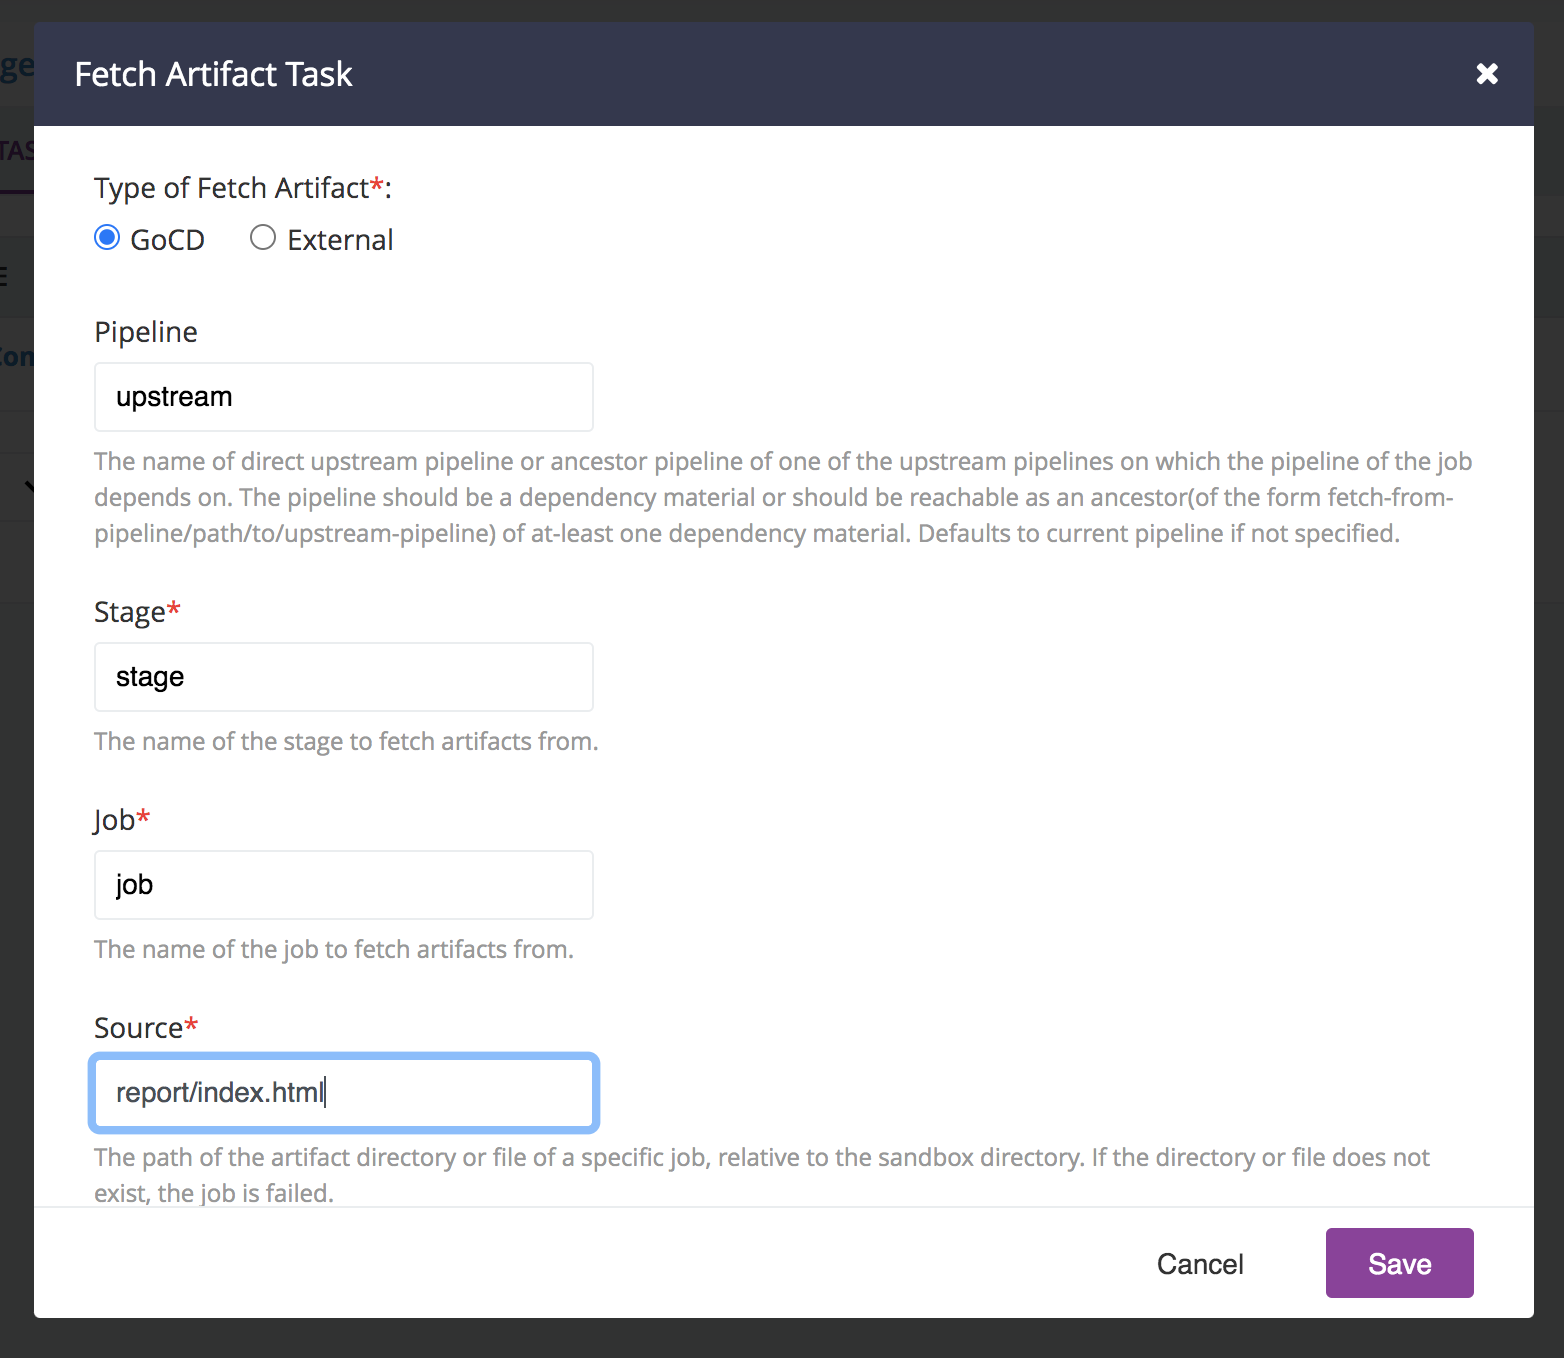 Fetch Artifact Task
Type of Fetch Artifact*:
GoCD External
Pipeline
upstream
The name of direct upstream pipeline or ancestor pipeline of one of the upstream pipelines on which the pipeline of the job
depends on. The pipeline should be a dependency material or should be reachable as an ancestor(of the form fetch-from-
pipeline/path/to/upstream-pipeline) of at-least one dependency material. Defaults to current pipeline if not specified.
Stage*
stage
The name of the stage to fetch artifacts from.
Job*
job
The name of the job to fetch artifacts from.
Source*
report/index.html
The path of the artifact directory or file of a specific job, relative to the sandbox directory. If the directory or file does not
exist, the job is failed.
Cancel Save